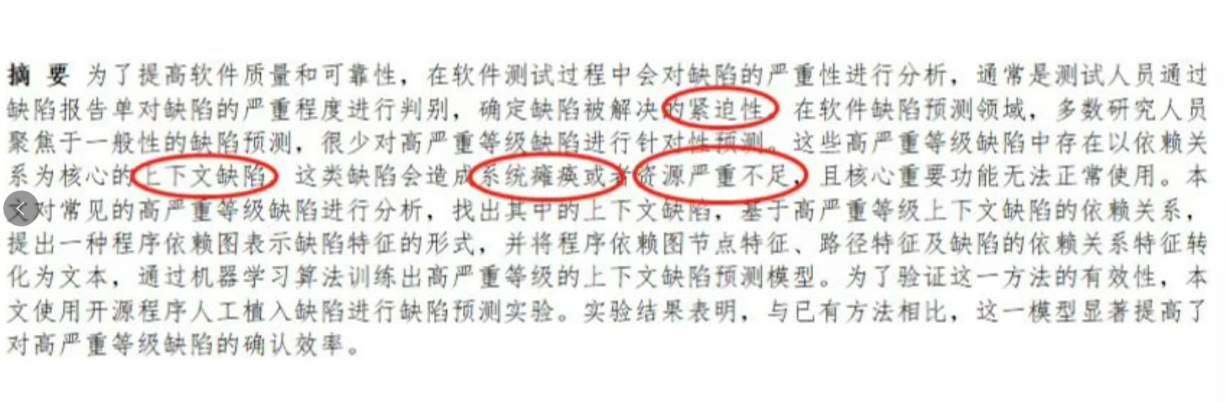 摘 要 为了提高软件质量和可靠性，在软件测试过程中会对缺陷的严重性进行分析，通常是测试人员通过
缺陷报告单对缺陷的严重程度进行判别，确定缺陷被解决的紧迫性 在软件缺陷预测领域，多数研究人员
聚焦于一般性的缺陷预测，很少对高严重等级缺陷进行针对性预测。这些高严重等级缺陷中存在以依赖关
系为核心的上下文缺陷 这类缺陷会造成系统瘫痪或者资源严重不足，且核心重要功能无法正常使用。本
对常见的高严重等级缺陷进行分析，找出其中的上下文缺陷，基于高严重等级上下文缺陷的依赖关系，
提出一种程序依赖图表示缺陷特征的形式，并将程序依赖图节点特征、路径特征及缺陷的依赖关系特征转
化为文本，通过机器学习算法训练出高严重等级的上下文缺陷预测模型。为了验证这一方法的有效性，本
文使用开源程序人工植入缺陷进行缺陷预测实验。实验结果表明，与已有方法相比，这一模型显著提高了
对高严重等级缺陷的确认效率。